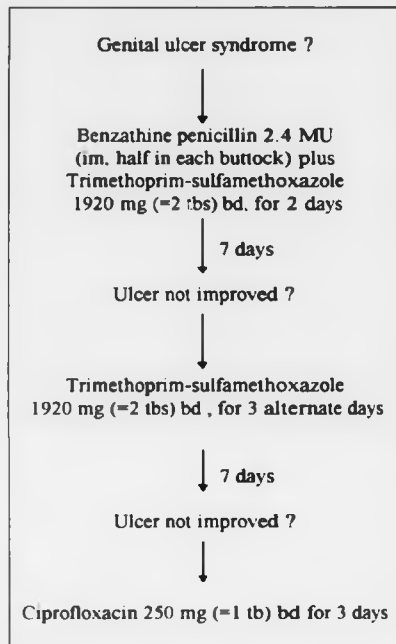 Genital ulcer syndrome ?
Benzathine penicillin 2.4 MU
(im. half in each buttock) plus
Trimethoprim-sulfamethoxazole
1920 mg (=2 tbs) bd. for 2 days
7 days
Ulcer not improved ?
Trimethoprim-sulfamethoxazole
1920 mg (=2 tbs) bd , for 3 alternate days
7 days
Ulcer not improved ?
Ciprofloxacin 250 mg (=1 tb) bd for 3 days